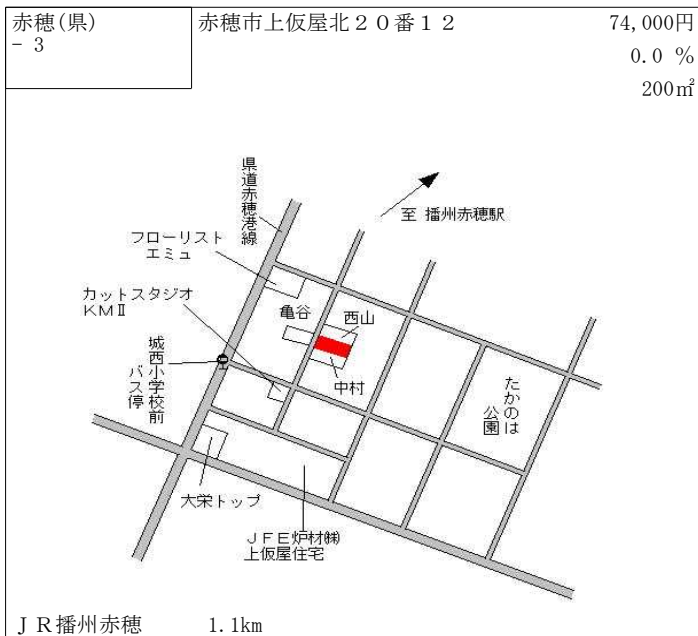 赤穂(県)
- 3
赤穂市上仮屋北２０番１２
74,000円
0.0 %
200㎡
県道赤穂港線
至 播州赤穂駅
フローリスト
エミュ
カットスタジオ
ＫＭⅡ
亀谷
西山
城西小学校前
バス停
中村
たかのは
公園
大栄トップ
ＪＦＥ炉材㈱
上仮屋住宅
ＪＲ播州赤穂
1.1km